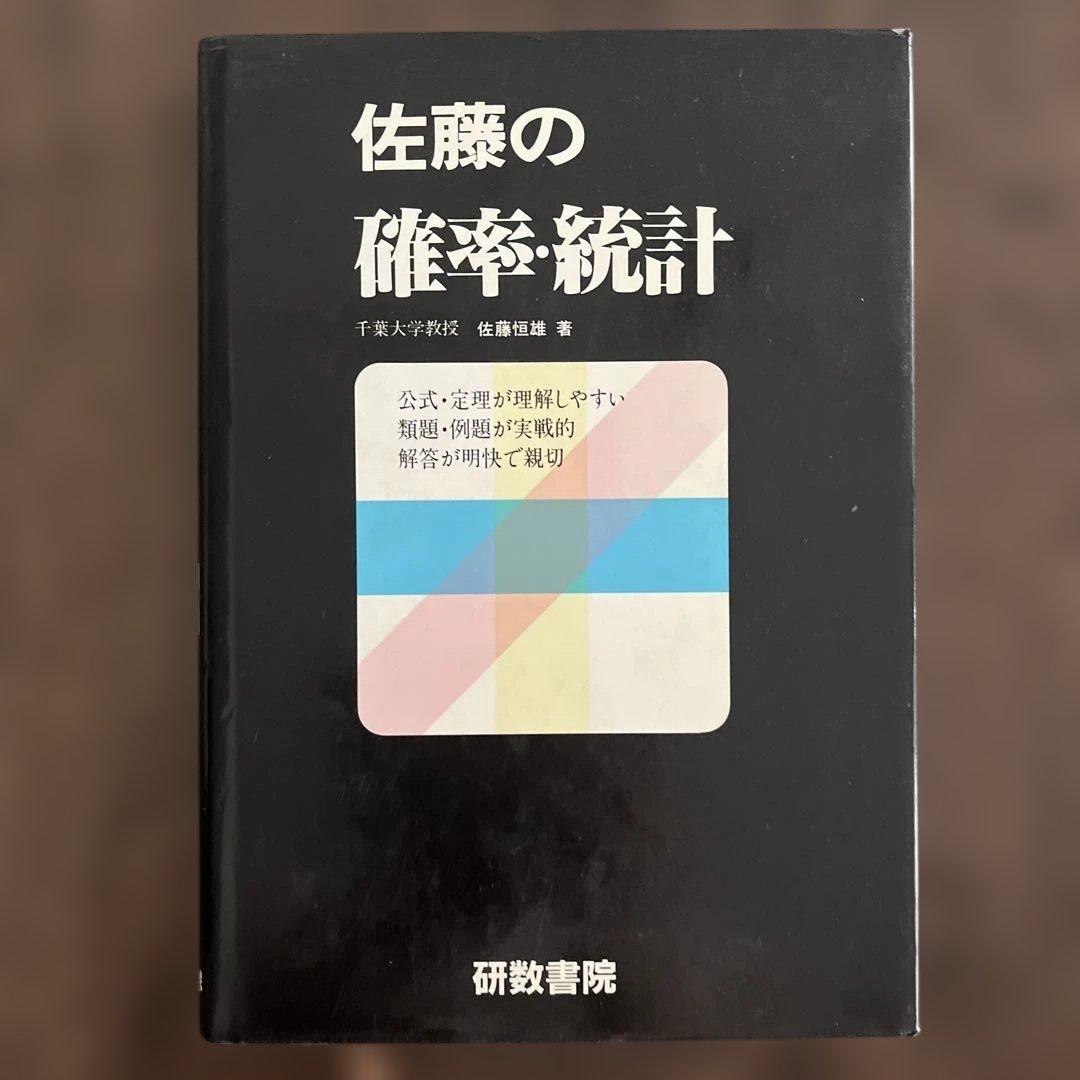 佐藤の
確率・統計
千葉大学教授 佐藤恒雄 著
公式・定理が理解しやすい
類題・例題が実戦的
解答が明快で親切
研数書院